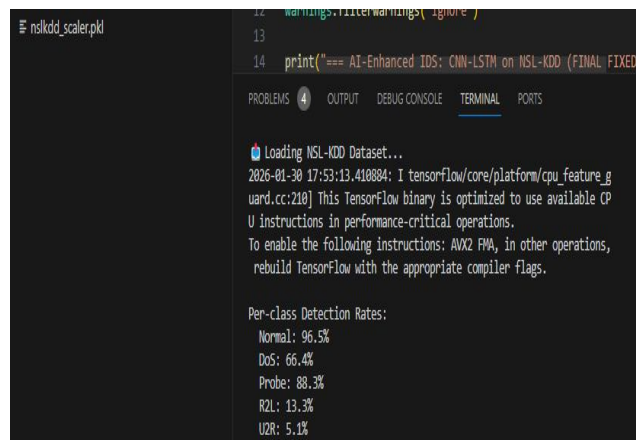 nslkdd_scaler.pkl
12 warnings.filterwarnings('ignore')
13
14 print("=== AI-Enhanced IDS: CNN-LSTM on NSL-KDD (FINAL FIXED
PROBLEMS 4 OUTPUT DEBUG CONSOLE TERMINAL PORTS
Loading NSL-KDD Dataset...
2026-01-30 17:53:13.410884: I tensorflow/core/platform/cpu_feature_g
uard.cc:210] This TensorFlow binary is optimized to use available CP
U instructions in performance-critical operations.
To enable the following instructions: AVX2 FMA, in other operations,
rebuild TensorFlow with the appropriate compiler flags.
Per-class Detection Rates:
Normal: 96.5%
DoS: 66.4%
Probe: 88.3%
R2L: 13.3%
U2R: 5.1%